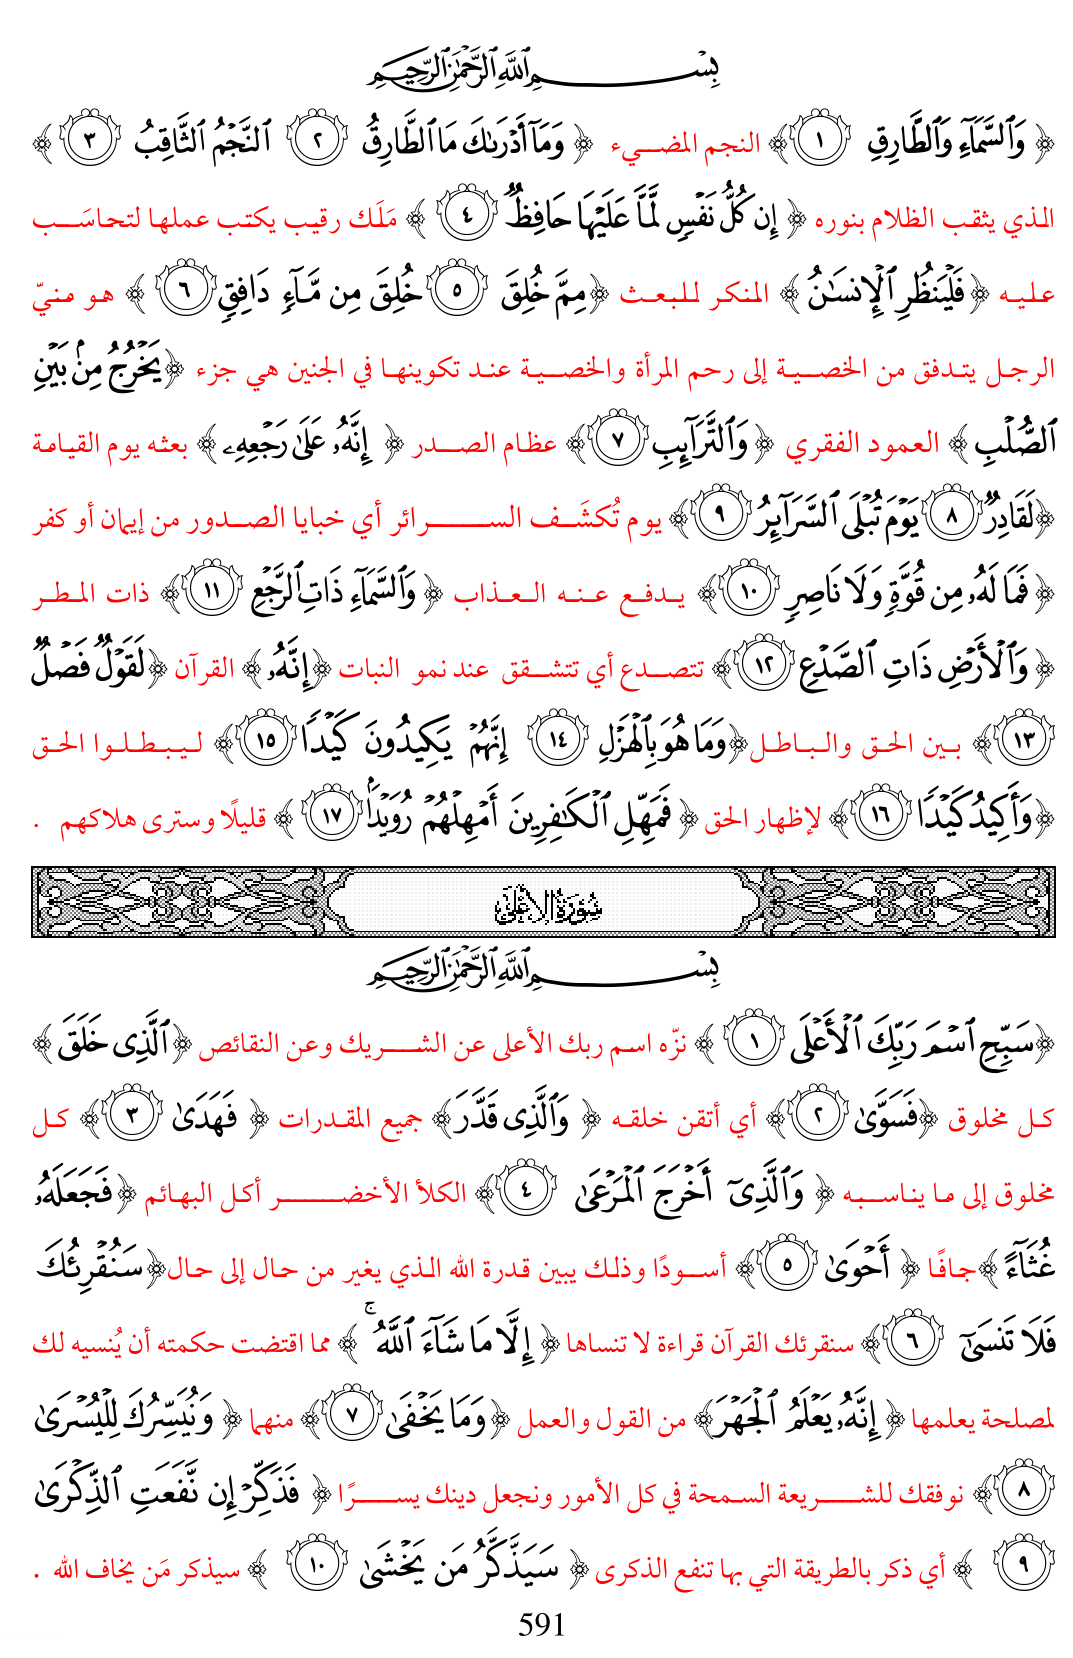 بِسْمِ ٱللَّهِ ٱلرَّحْمَٰنِ ٱلرَّحِيمِ
﴿ وَٱلسَّمَآءِ وَٱلطَّارِقِ ١﴾ النجم المضيء ﴿ وَمَآ أَدْرَىٰكَ مَا ٱلطَّارِقُ ٢ ٱلنَّجْمُ ٱلثَّاقِبُ ٣ ﴾
الذي يثقب الظلام بنوره ﴿ إِن كُلُّ نَفْسٍ لَّمَّا عَلَيْهَا حَافِظٌ ٤ ﴾ مَلَك رقيب يكتب عملها لتحاسَب
عليه ﴿فَلْيَنظُرِ ٱلْإِنسَٰنُ ﴾ المنكر للبعث ﴿مِمَّ خُلِقَ ٥ خُلِقَ مِن مَّآءٍ دَافِقٍ ٦ ﴾ هو منيّ
الرجل يتدفق من الخصية إلى رحم المرأة والخصية عند تكوينها في الجنين هي جزء ﴿يَخْرُجُ مِنۢ بَيْنِ
ٱلصُّلْبِ ﴾ العمود الفقري ﴿ وَٱلتَّرَآئِبِ ٧﴾ عظام الصدر ﴿ إِنَّهُۥ عَلَىٰ رَجْعِهِۦ ﴾ بعثه يوم القيامة
﴿لَقَادِرٌ ٨ يَوْمَ تُبْلَى ٱلسَّرَآئِرُ ٩﴾ يوم تُكشَف السرائر أي خبايا الصدور من إيمان أو كفر
﴿ فَمَا لَهُۥ مِن قُوَّةٍ وَلَا نَاصِرٍ ١٠﴾ يدفع عنه العذاب ﴿ وَٱلسَّمَآءِ ذَاتِ ٱلرَّجْعِ ١١﴾ ذات المطر
﴿ وَٱلْأَرْضِ ذَاتِ ٱلصَّدْعِ ١٢﴾ تتصدع أي تتشقق عند نمو النبات ﴿إِنَّهُۥ ﴾ القرآن ﴿لَقَوْلٌ فَصْلٌ
١٣﴾ بين الحق والباطل﴿وَمَا هُوَ بِٱلْهَزْلِ ١٤ إِنَّهُمْ يَكِيدُونَ كَيْدًا ١٥﴾ ليبطلوا الحق
﴿وَأَكِيدُ كَيْدًا ١٦﴾ لإظهار الحق ﴿ فَمَهِّلِ ٱلْكَٰفِرِينَ أَمْهِلْهُمْ رُوَيْدًۢا ١٧ ﴾ قليلًا وسترى هلاكهم .
سُورَةُ الأَعْلَىٰ
بِسْمِ ٱللَّهِ ٱلرَّحْمَٰنِ ٱلرَّحِيمِ
﴿سَبِّحِ ٱسْمَ رَبِّكَ ٱلْأَعْلَى ١ ﴾ نزّه اسم ربك الأعلى عن الشريك وعن النقائص ﴿ٱلَّذِى خَلَقَ ﴾
كل مخلوق ﴿فَسَوَّىٰ ٢﴾ أي أتقن خلقه ﴿ وَٱلَّذِى قَدَّرَ﴾ جميع المقدرات ﴿ فَهَدَىٰ ٣﴾ كل
مخلوق إلى ما يناسبه ﴿ وَٱلَّذِىٓ أَخْرَجَ ٱلْمَرْعَىٰ ٤﴾ الكلأ الأخضر أكل البهائم ﴿فَجَعَلَهُۥ
غُثَآءً ﴾جافًا ﴿ أَحْوَىٰ ٥﴾ أسودًا وذلك يبين قدرة الله الذي يغير من حال إلى حال﴿سَنُقْرِئُكَ
فَلَا تَنسَىٰٓ ٦﴾ سنقرئك القرآن قراءة لا تنساها ﴿ إِلَّا مَا شَآءَ ٱللَّهُ ۚ ﴾ مما اقتضت حكمته أن يُنسيه لك
لمصلحة يعلمها ﴿ إِنَّهُۥ يَعْلَمُ ٱلْجَهْرَ﴾ من القول والعمل ﴿وَمَا يَخْفَىٰ ٧﴾ منهما ﴿ وَنُيَسِّرُكَ لِلْيُسْرَىٰ
٨﴾ نوفقك للشريعة السمحة في كل الأمور ونجعل دينك يسرًا ﴿ فَذَكِّرْ إِن نَّفَعَتِ ٱلذِّكْرَىٰ
٩ ﴾ أي ذكر بالطريقة التي بها تنفع الذكرى ﴿ سَيَذَّكَّرُ مَن يَخْشَىٰ ١٠ ﴾ سيذكر مَن يخاف الله .
591